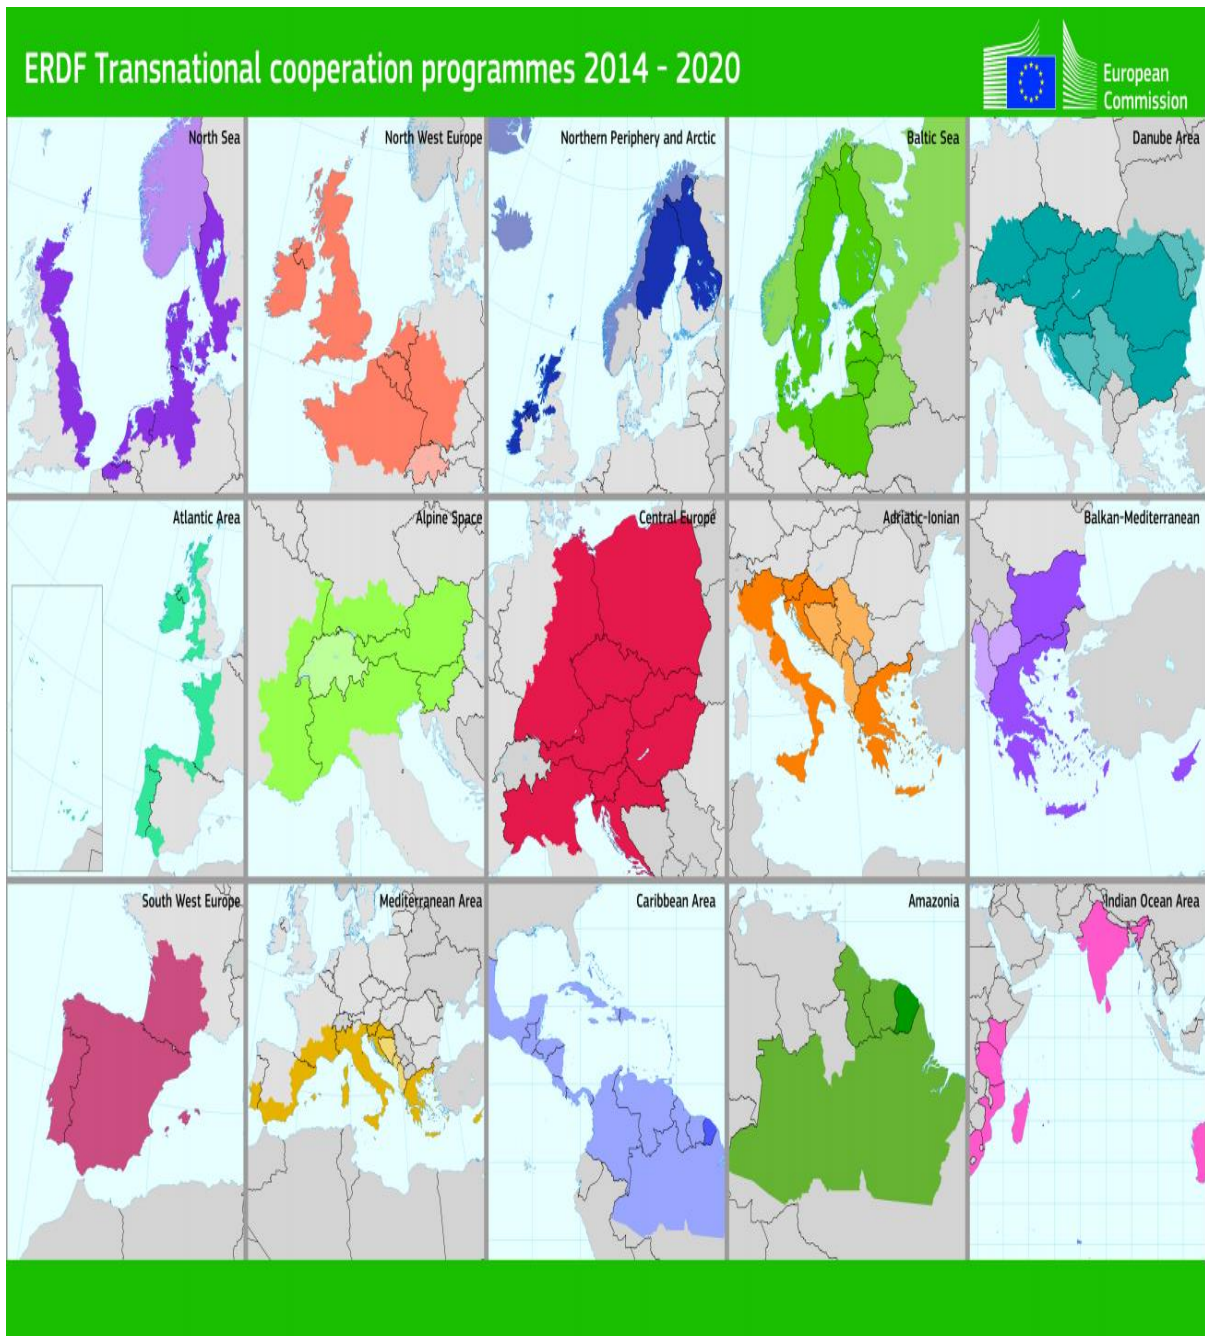 ERDF Transnational cooperation programmes 2014 - 2020
European
Commission
North Sea
North West Europe
Northern Periphery and Arctic
Baltic Sea
Danube Area
Atlantic Area
Alpine Space
Central Europe
Adriatic-Ionian
Balkan-Mediterranean
South West Europe
Mediterranean Area
Caribbean Area
Amazonia
Indian Ocean Area